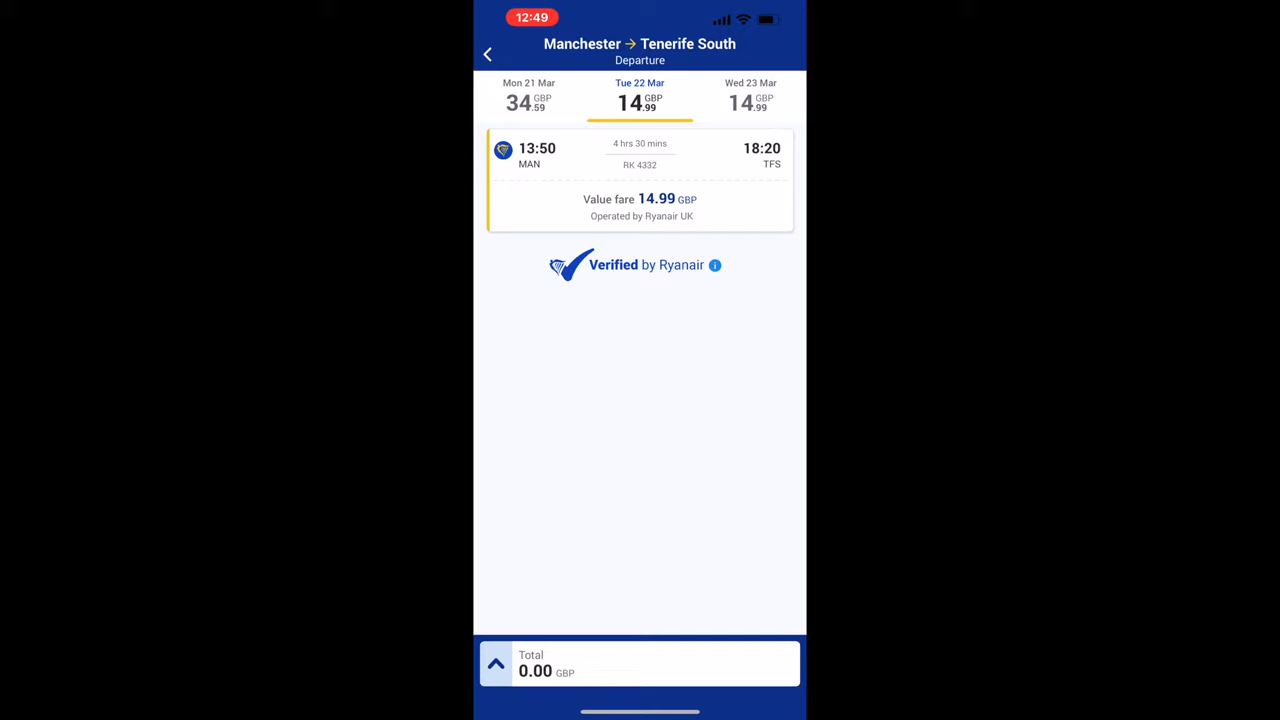 12:49
Manchester → Tenerife South
Departure
Mon 21 Mar
34.59 GBP
Tue 22 Mar
14.99 GBP
Wed 23 Mar
14.99 GBP
13:50
MAN
4 hrs 30 mins
RK 4332
18:20
TFS
Value fare 14.99 GBP
Operated by Ryanair UK
Verified by Ryanair i
Total
0.00 GBP